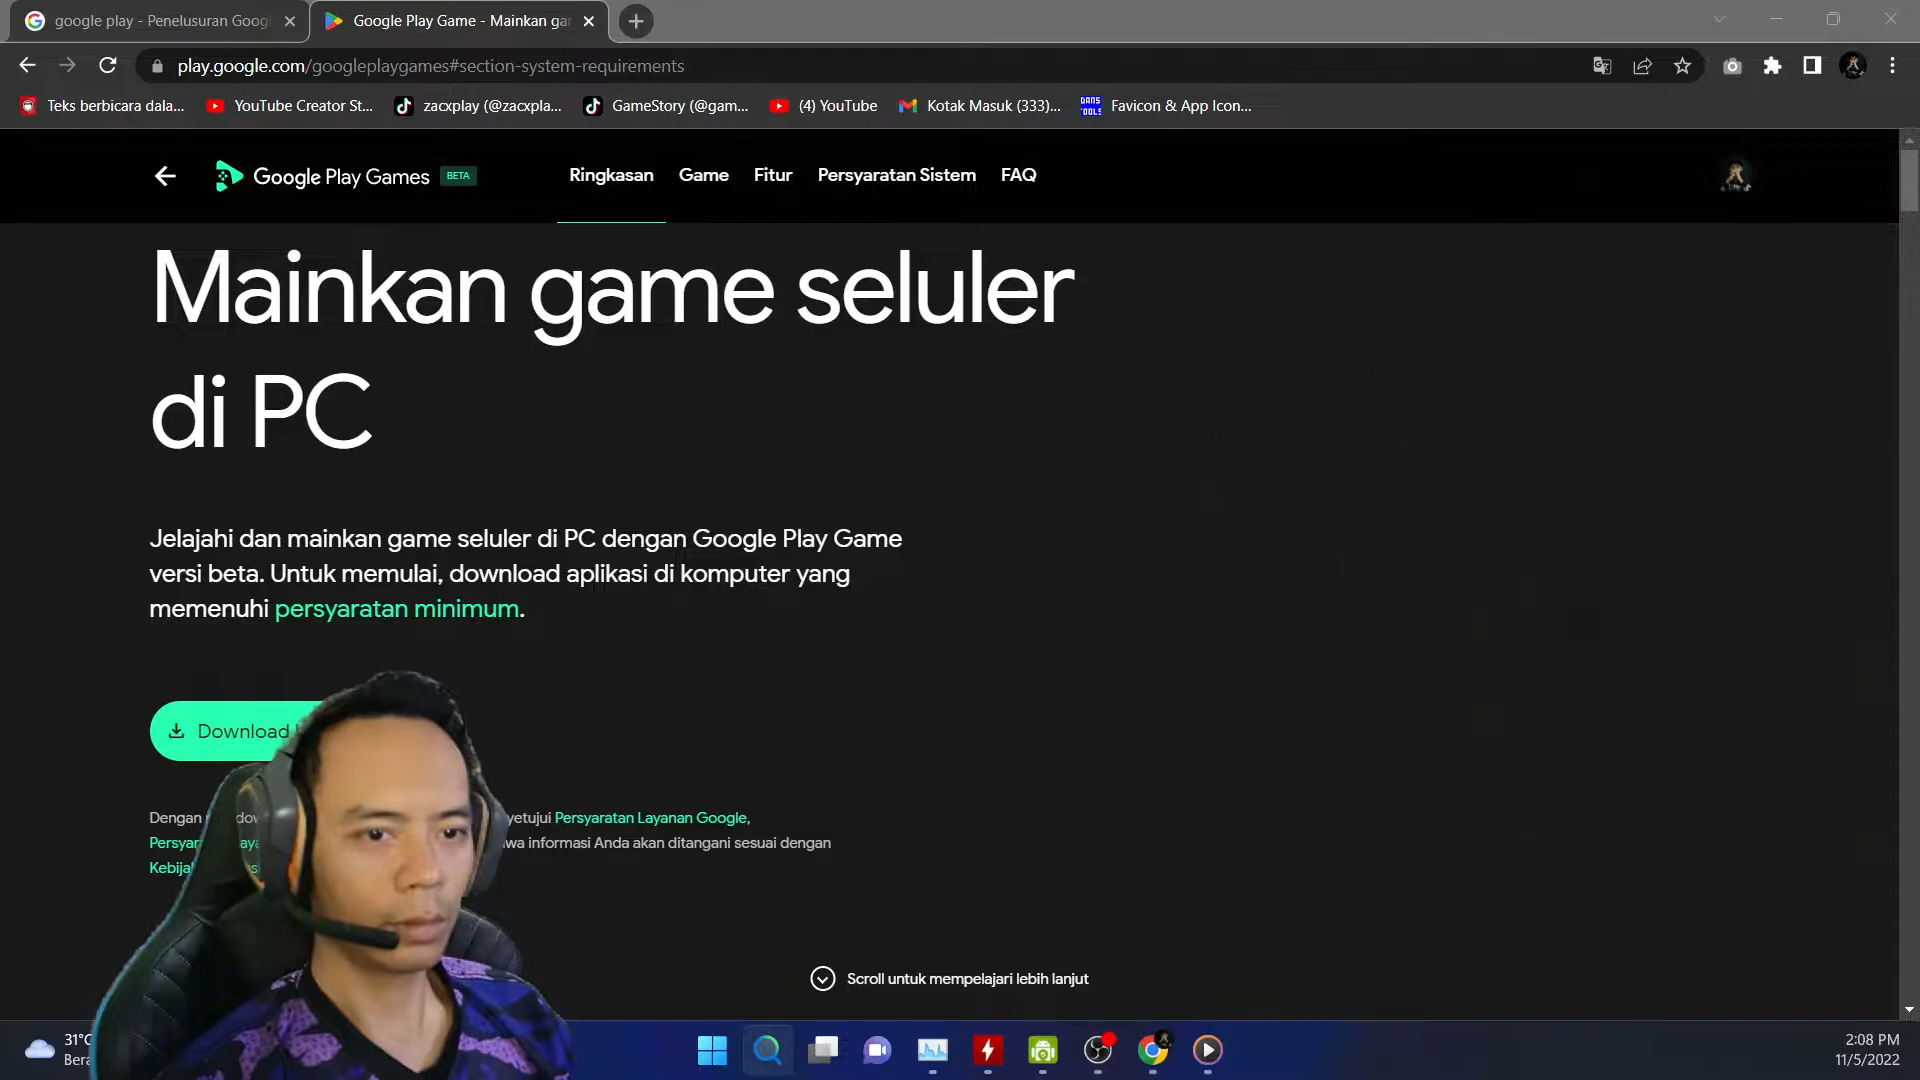 google play - Penelusuran Goog
Google Play Game - Mainkan ga
play.google.com/googleplaygames#section-system-requirements
Teks berbicara dala...
YouTube Creator St...
zacxplay (@zacxpla...
GameStory (@gam...
(4) YouTube
Kotak Masuk (333)...
DANS TOOLS
Favicon & App Icon...
Google Play Games BETA
Ringkasan
Game
Fitur
Persyaratan Sistem
FAQ
Mainkan game seluler
di PC
Jelajahi dan mainkan game seluler di PC dengan Google Play Game
versi beta. Untuk memulai, download aplikasi di komputer yang
memenuhi persyaratan minimum.
Download
Dengan yetujui Persyaratan Layanan Google,
wa informasi Anda akan ditangani sesuai dengan
Scroll untuk mempelajari lebih lanjut
31°C
Bera
2:08 PM
11/5/2022